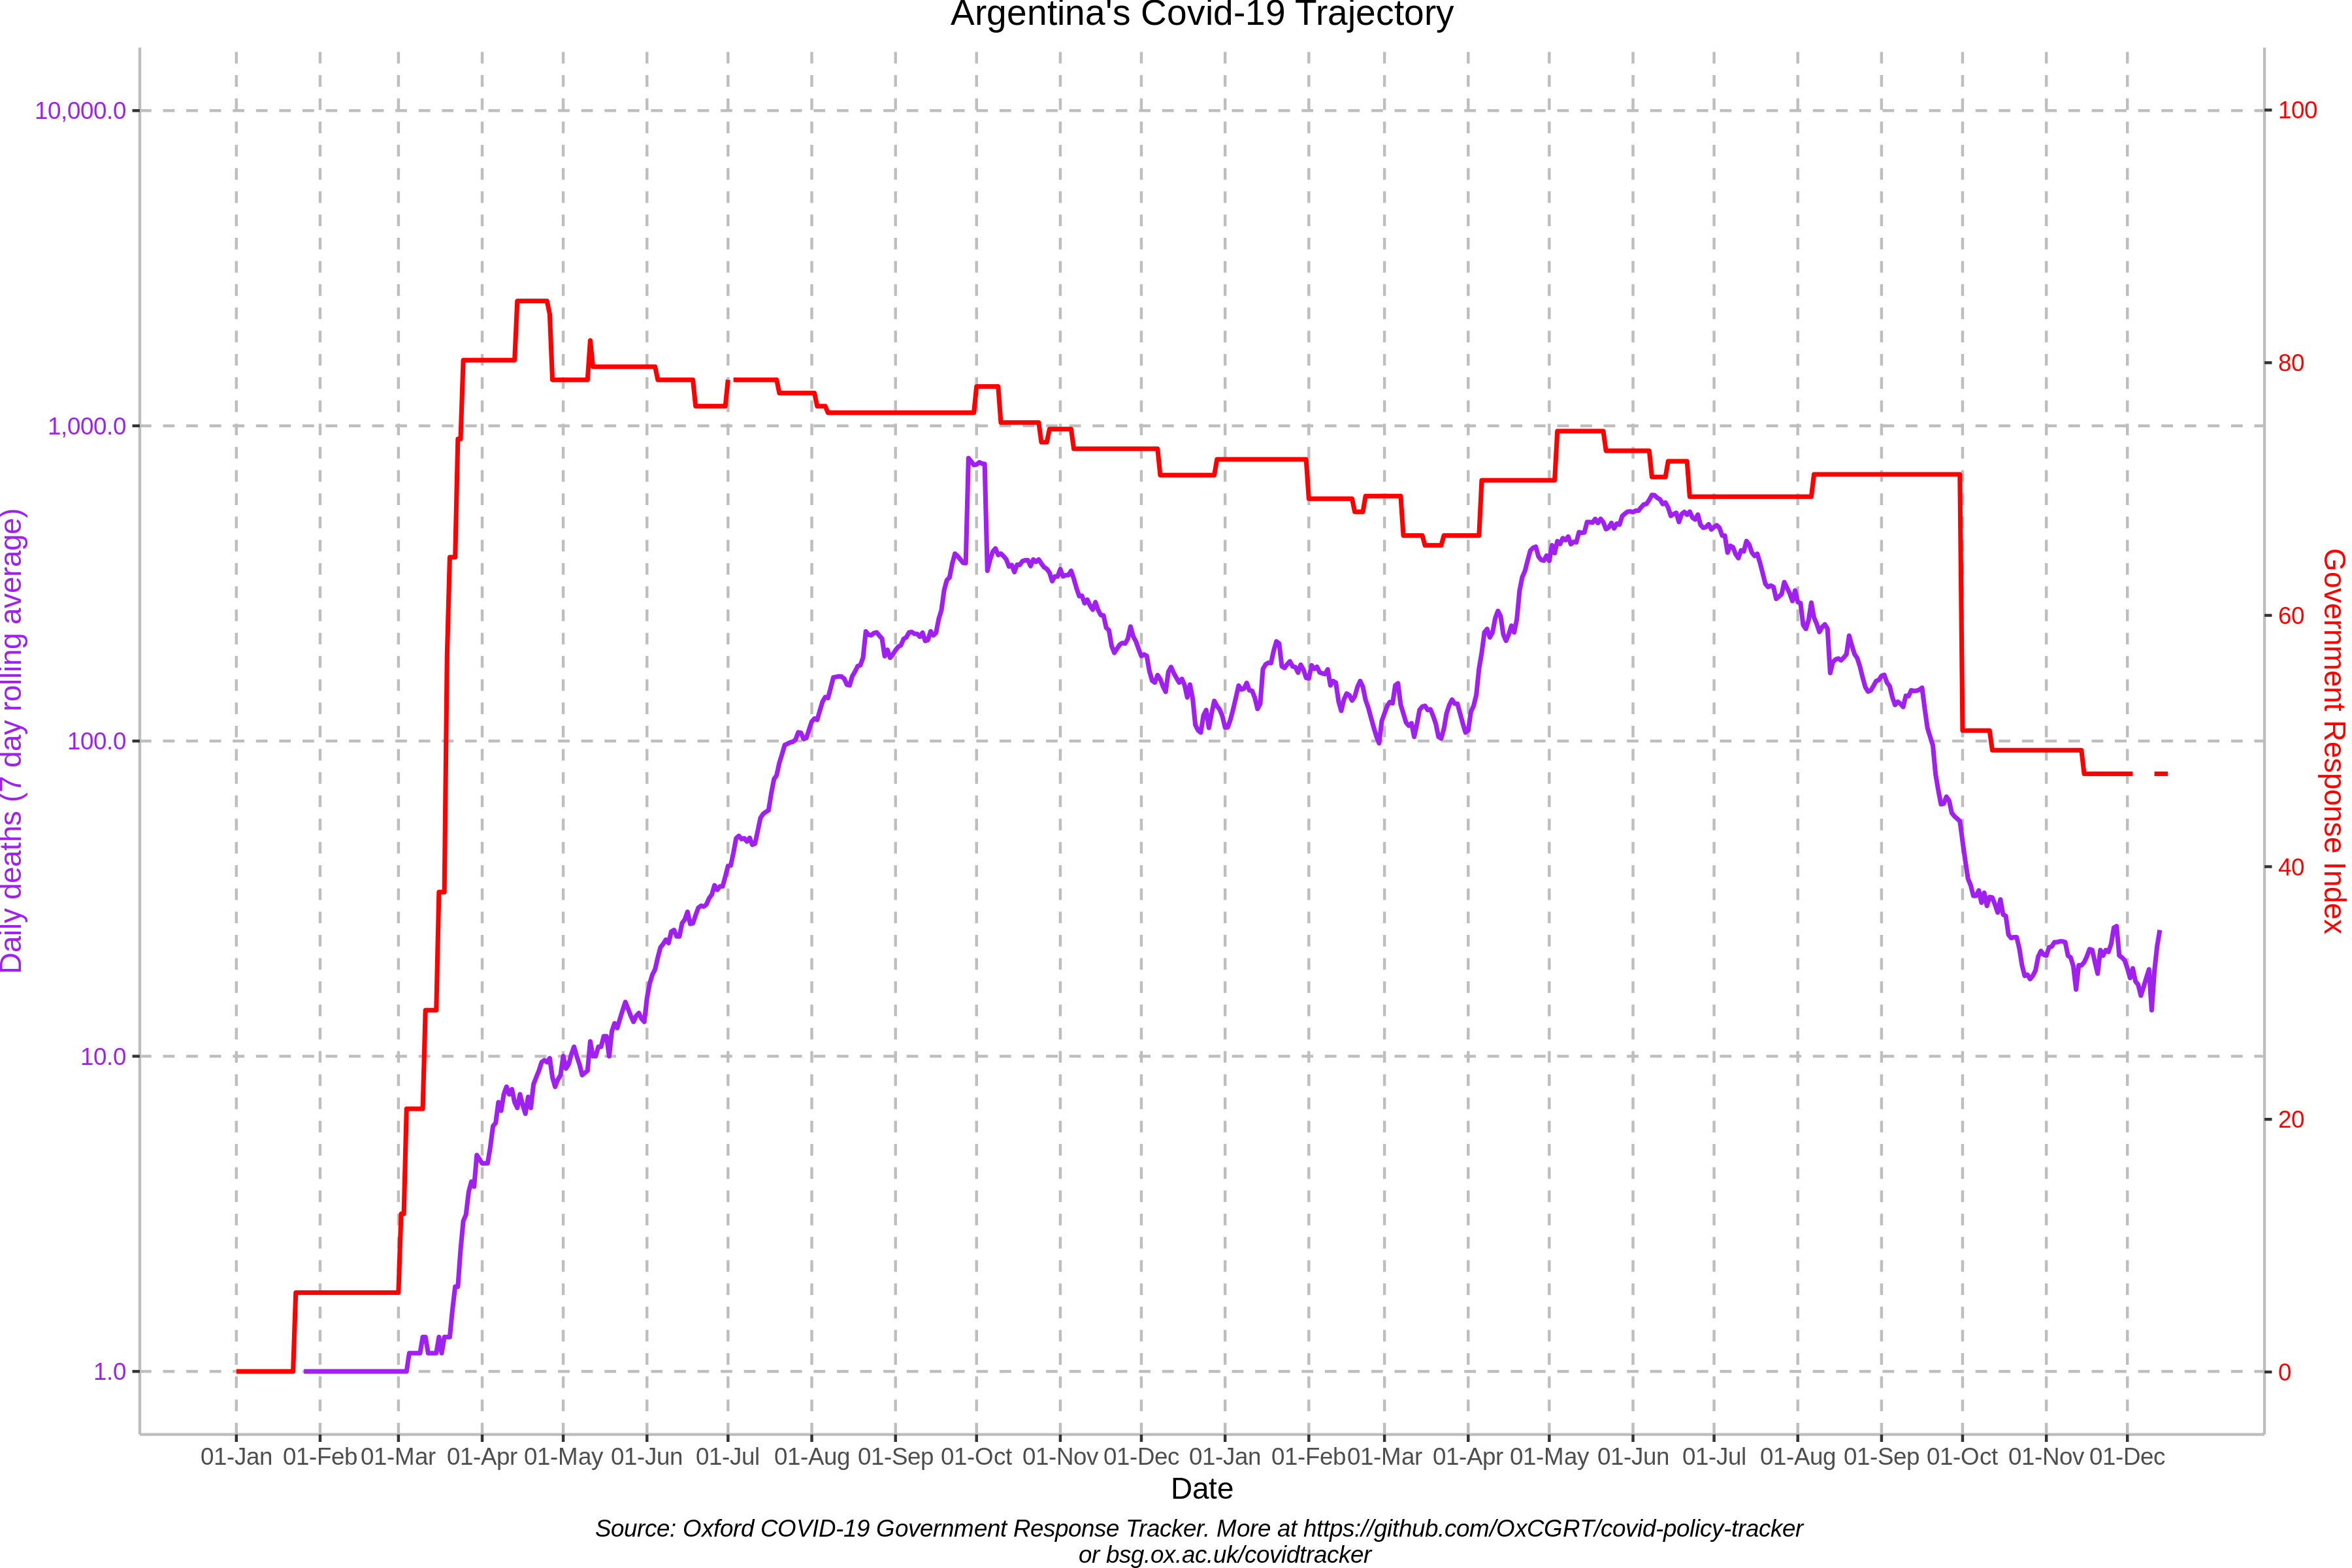 Argentina's Covid-19 Trajectory
10,000.0
1,000.0
100.0
10.0
1.0
Daily deaths (7 day rolling average)
100
80
60
40
20
0
Government Response Index
01-Jan 01-Feb 01-Mar 01-Apr 01-May 01-Jun 01-Jul 01-Aug 01-Sep 01-Oct 01-Nov 01-Dec 01-Jan 01-Feb 01-Mar 01-Apr 01-May 01-Jun 01-Jul 01-Aug 01-Sep 01-Oct 01-Nov 01-Dec
Date
Source: Oxford COVID-19 Government Response Tracker. More at https://github.com/OxCGRT/covid-policy-tracker
or bsg.ox.ac.uk/covidtracker